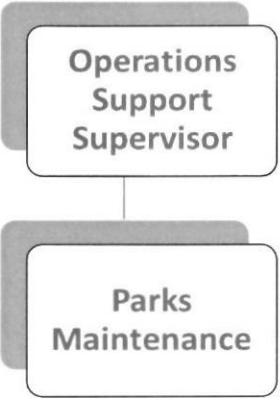 Operations
Support
Supervisor
Parks
Maintenance